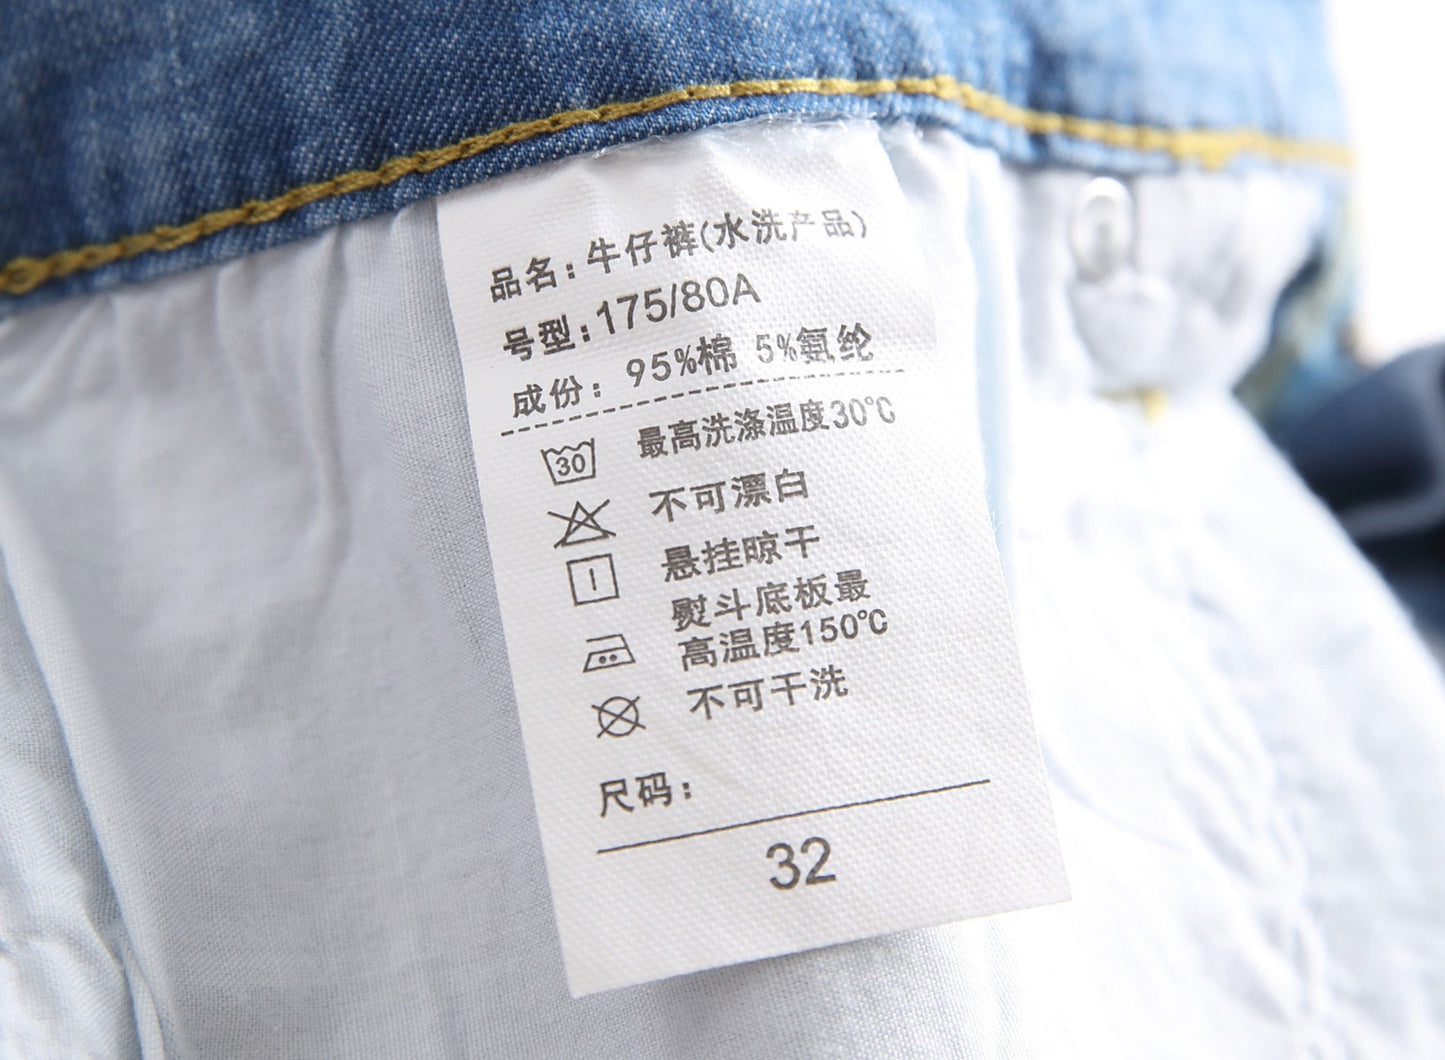 品名：牛仔裤(水洗产品)
号型：175/80A
成份：95%棉 5%氨纶
30 最高洗涤温度30℃
不可漂白
悬挂晾干
熨斗底板最
高温度150℃
不可干洗
尺码：
32